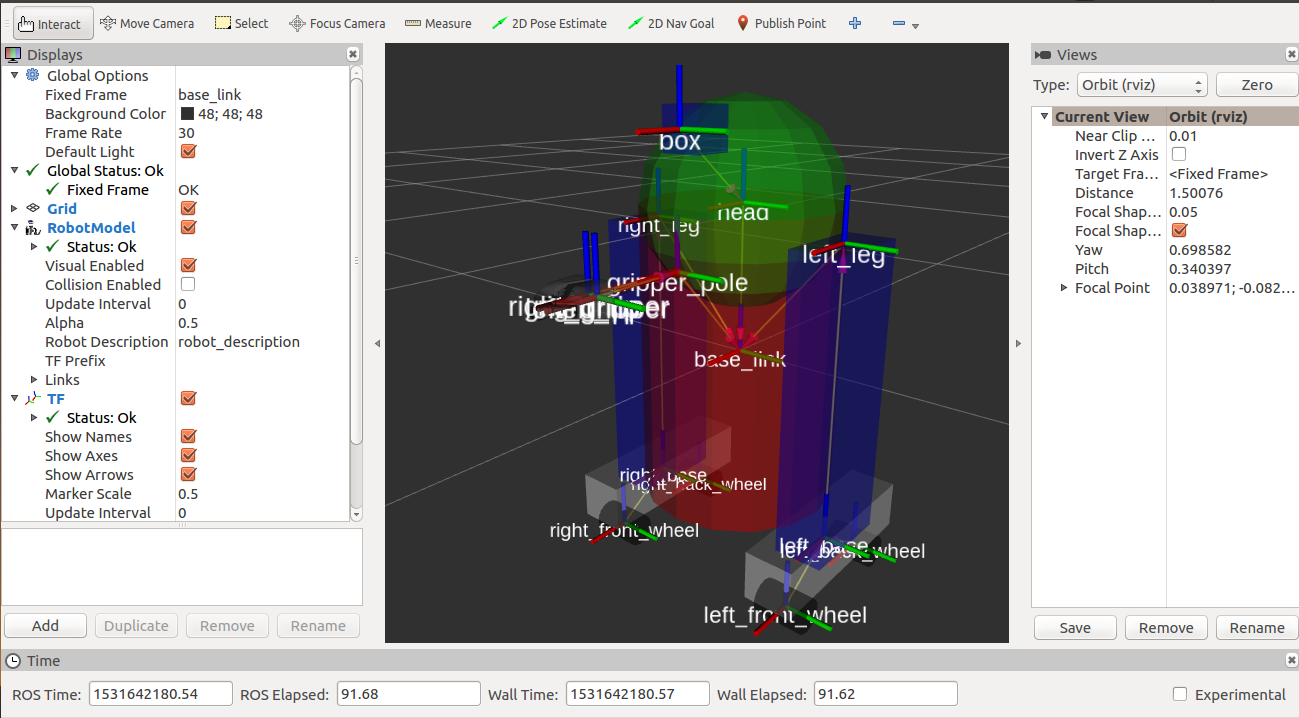 Interact Move Camera Select Focus Camera Measure 2D Pose Estimate 2D Nav Goal Publish Point
Displays
Global Options
Fixed Frame base_link
Background Color 48; 48; 48
Frame Rate 30
Default Light
Global Status: Ok
Fixed Frame OK
Grid
RobotModel
Status: Ok
Visual Enabled
Collision Enabled
Update Interval 0
Alpha 0.5
Robot Description robot_description
TF Prefix
Links
TF
Status: Ok
Show Names
Show Axes
Show Arrows
Marker Scale 0.5
Update Interval 0
Add Duplicate Remove Rename
box
head
right_leg
left_leg
gripper_pole
base_link
right_base
right_back_wheel
right_front_wheel
left_base
left_back_wheel
left_front_wheel
Views
Type: Orbit (rviz) Zero
Current View Orbit (rviz)
Near Clip ... 0.01
Invert Z Axis
Target Fra... <Fixed Frame>
Distance 1.50076
Focal Shap... 0.05
Focal Shap...
Yaw 0.698582
Pitch 0.340397
Focal Point 0.038971; -0.082...
Save Remove Rename
Time
ROS Time: 1531642180.54 ROS Elapsed: 91.68 Wall Time: 1531642180.57 Wall Elapsed: 91.62 Experimental